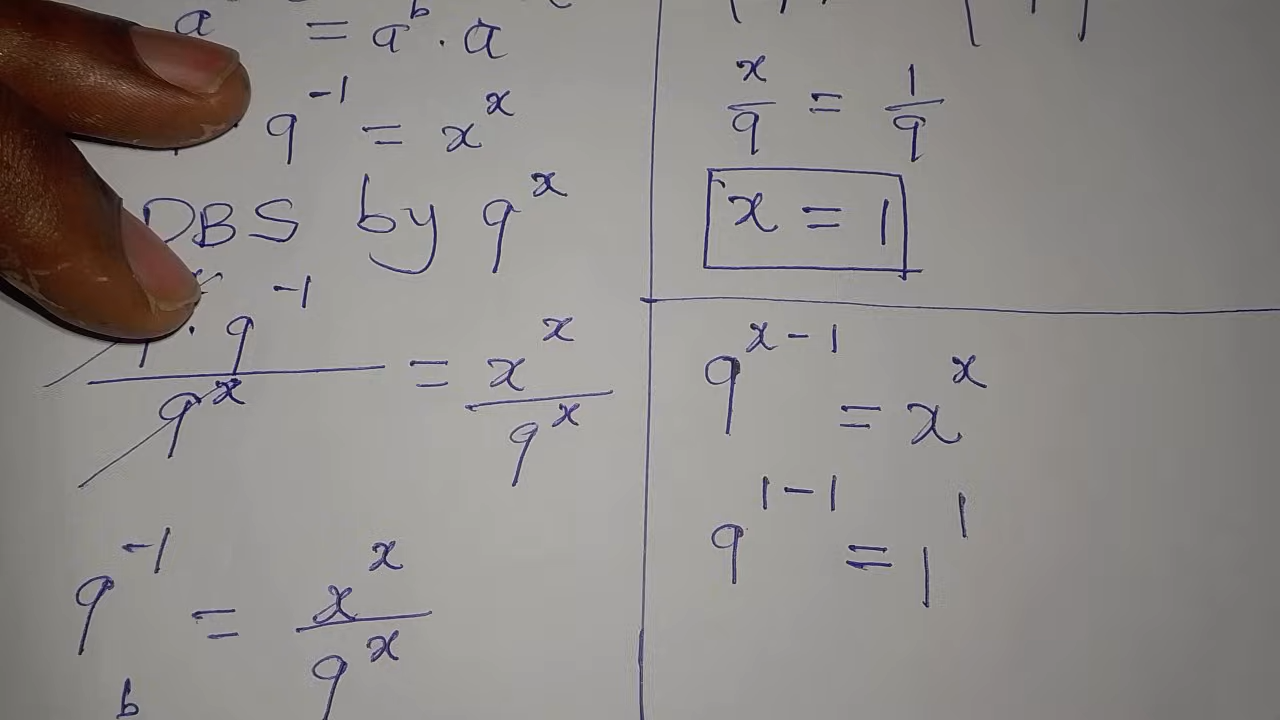 a = a^b · a
9^-1 = x^x
DBS by 9^x
· 9^-1 / 9^x = x^x / 9^x
9^-1 = x^x / 9^x
b
x/9 = 1/9
x = 1
9^x-1 = x^x
9^1-1 = 1^1